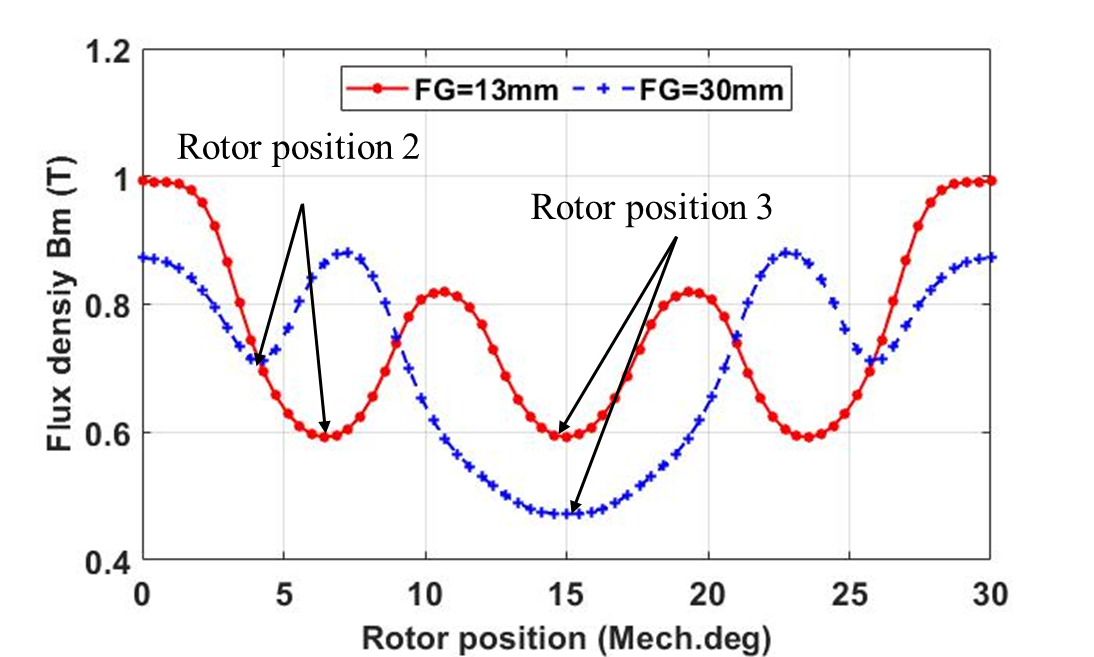 1.2
FG=13mm FG=30mm
Rotor position 2
1
Rotor position 3
0.8
0.6
0.4
Flux densiy Bm (T)
0 5 10 15 20 25 30
Rotor position (Mech.deg)